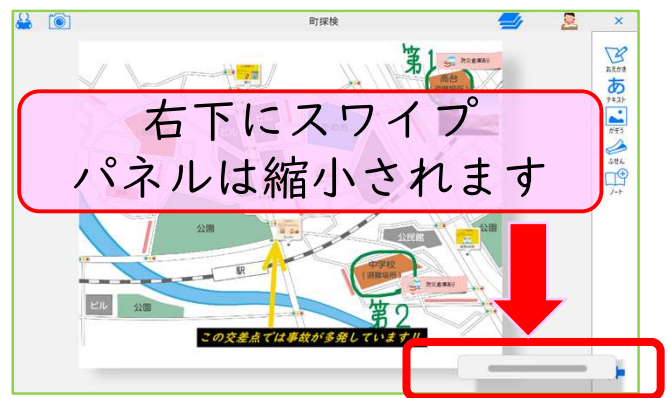 町探検
×
おえかき
あ
テキスト
がぞう
ふせん
ノート
第1
防災倉庫あり
高台
右下にスワイプ
パネルは縮小されます
公園
公民館
公園
駅
中学校
(避難場所)
防災倉庫あり
ビル
公園
第2
この交差点では事故が多発しています!!